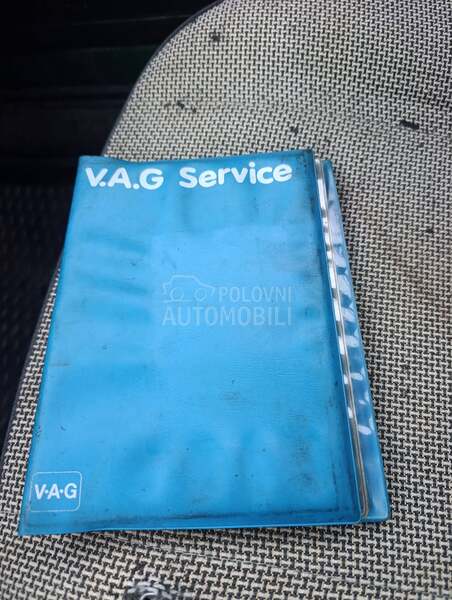 V.A.G Service
POLOVNI
AUTOMOBILI
V·A·G